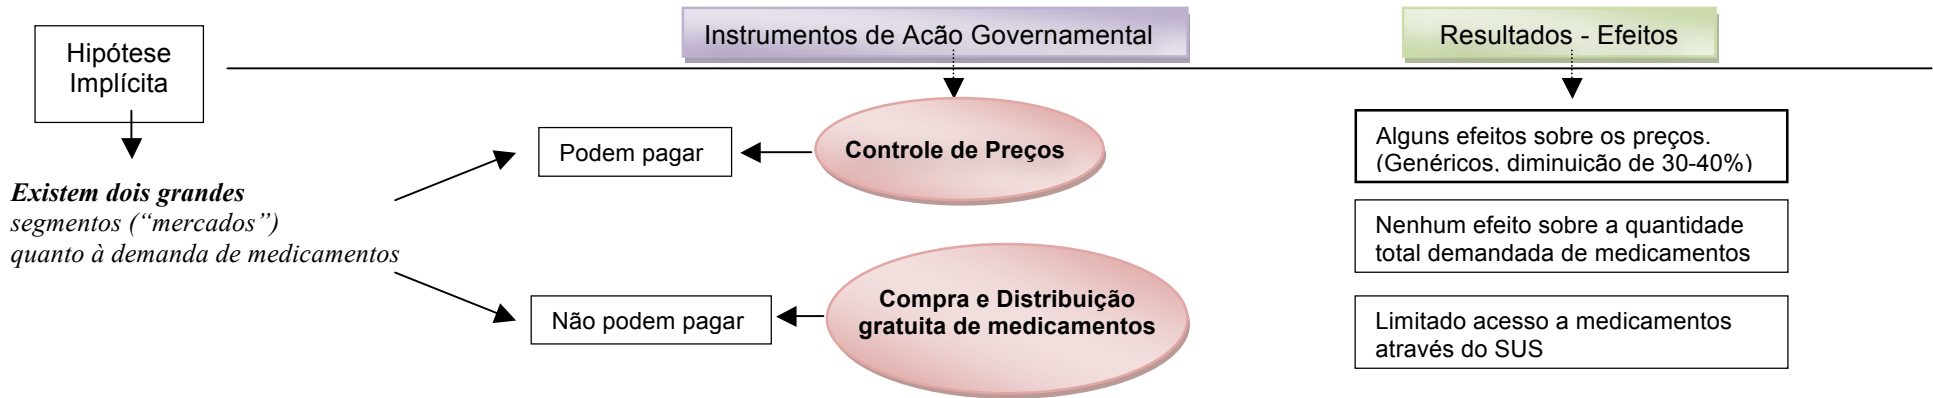 Hipótese
Implícita
Instrumentos de Ação Governamental
Resultados - Efeitos
Existem dois grandes
segmentos (“mercados”)
quanto à demanda de medicamentos
Podem pagar
Controle de Preços
Não podem pagar
Compra e Distribuição
gratuita de medicamentos
Alguns efeitos sobre os preços.
(Genéricos, diminuição de 30-40%)
Nenhum efeito sobre a quantidade
total demandada de medicamentos
Limitado acesso a medicamentos
através do SUS